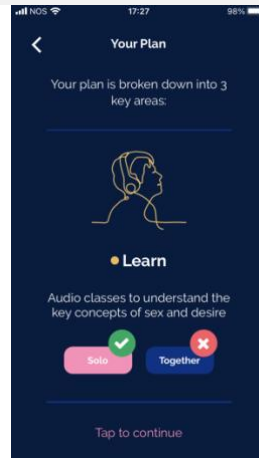 NOS 17:27 98%
Your Plan
Your plan is broken down into 3
key areas:
Learn
Audio classes to understand the
key concepts of sex and desire
Solo Together
Tap to continue